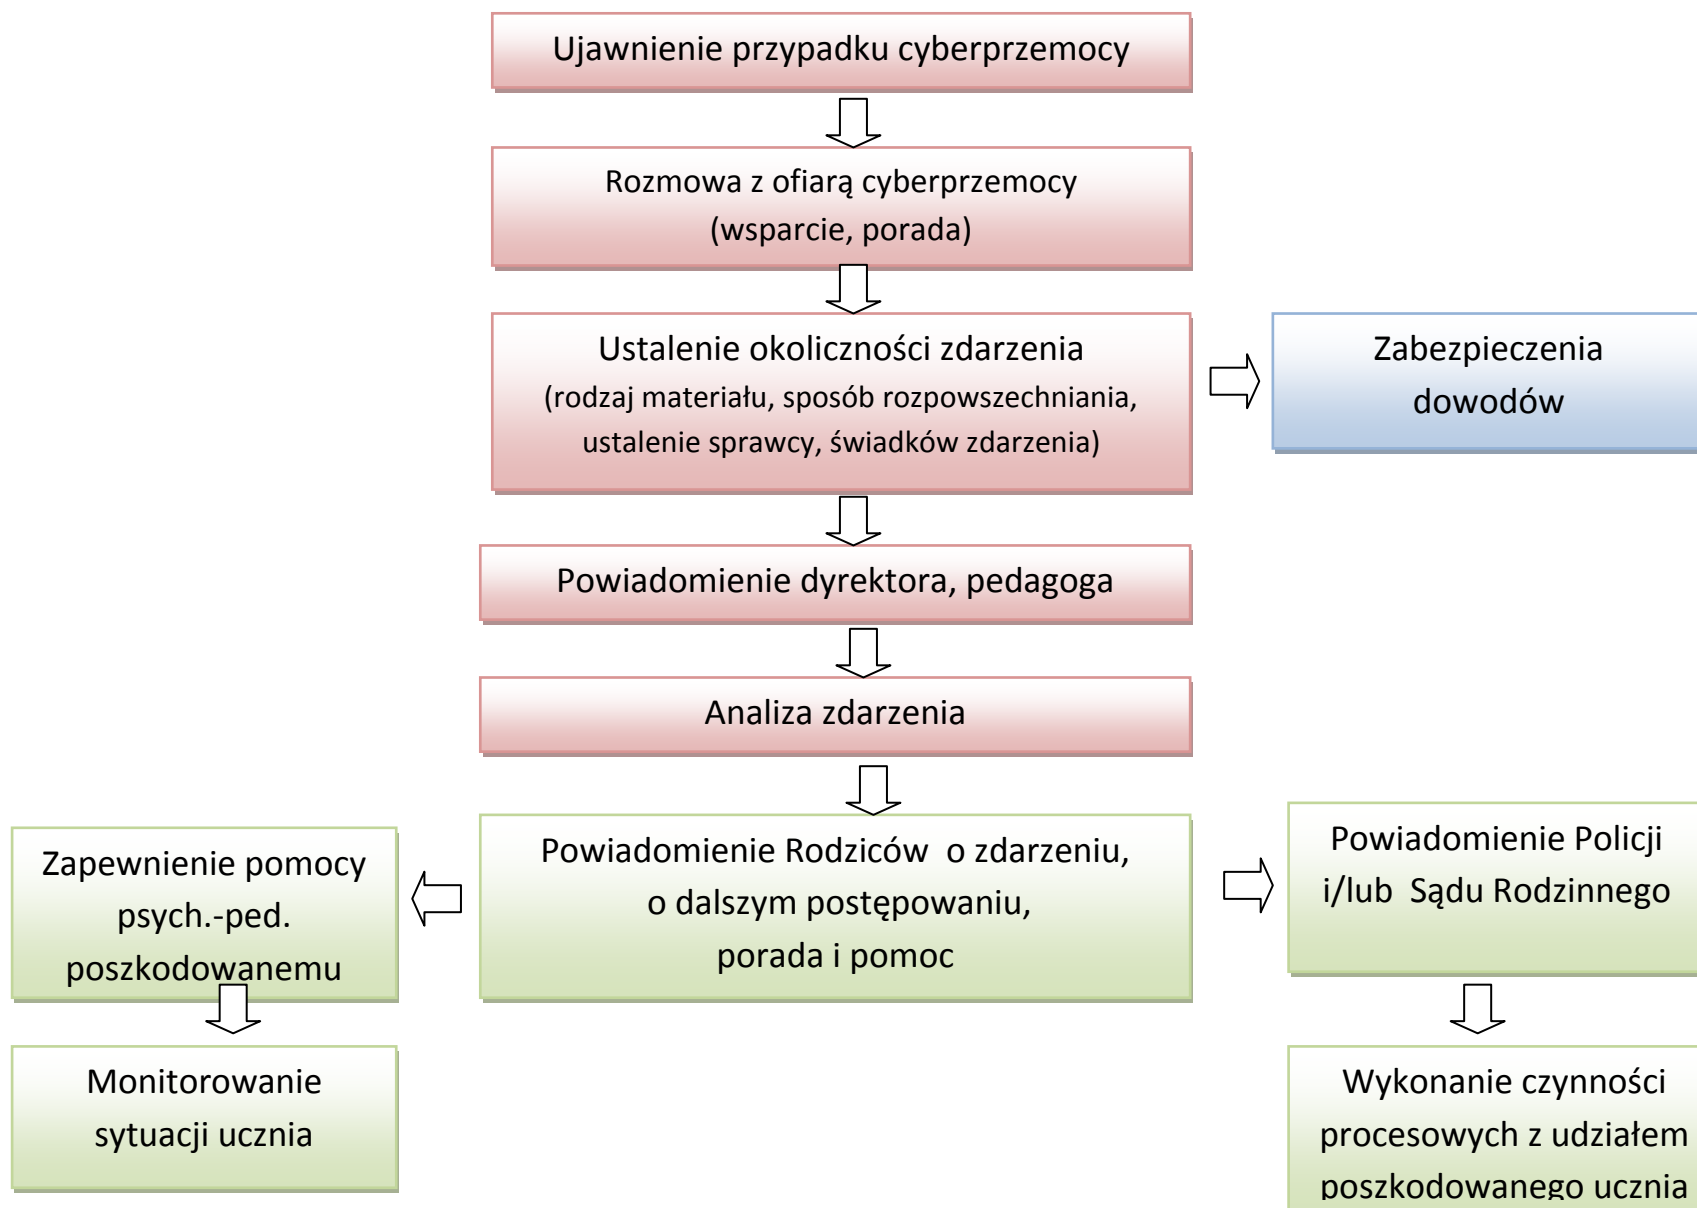 Ujawnienie przypadku cyberprzemocy
Rozmowa z ofiarą cyberprzemocy
(wsparcie, porada)
Ustalenie okoliczności zdarzenia
(rodzaj materiału, sposób rozpowszechniania,
ustalenie sprawcy, świadków zdarzenia)
Zabezpieczenia
dowodów
Powiadomienie dyrektora, pedagoga
Analiza zdarzenia
Powiadomienie Rodziców o zdarzeniu,
o dalszym postępowaniu,
porada i pomoc
Zapewnienie pomocy
psych.-ped.
poszkodowanemu
Monitorowanie
sytuacji ucznia
Powiadomienie Policji
i/lub Sądu Rodzinnego
Wykonanie czynności
procesowych z udziałem
poszkodowanego ucznia